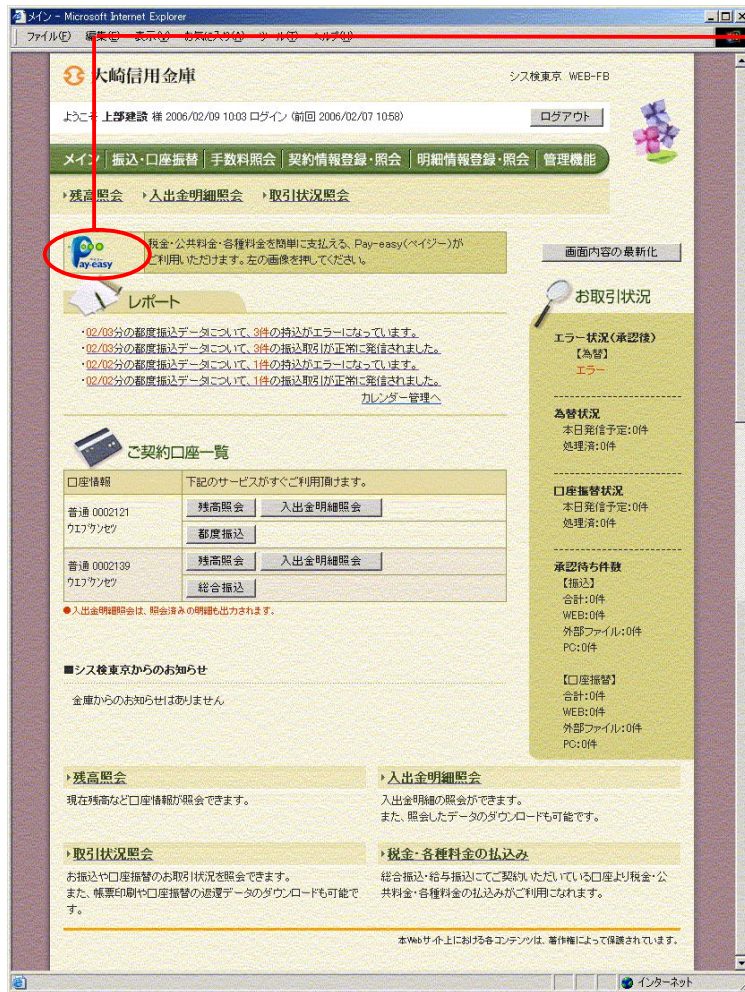 メイン - Microsoft Internet Explorer
ファイル(F) 編集(E) 表示(V) お気に入り(A) ツール(T) ヘルプ(H)
大崎信用金庫
シス検東京 WEB-FB
ようこそ 上部建設 様 2006/02/09 10:03 ログイン (前回 2006/02/07 10:58)
ログアウト
メイン 振込・口座振替 手数料照会 契約情報登録・照会 明細情報登録・照会 管理機能
残高照会 入出金明細照会 取引状況照会
Pay-easy
税金・公共料金・各種料金を簡単に支払える、Pay-easy(ペイジー)が
ご利用いただけます。左の画像を押してください。
画面内容の最新化
レポート
・02/03分の都度振込データについて、3件の持込がエラーになっています。
・02/03分の都度振込データについて、3件の振込取引が正常に発信されました。
・02/02分の都度振込データについて、1件の持込がエラーになっています。
・02/02分の都度振込データについて、1件の振込取引が正常に発信されました。
カレンダー管理へ
お取引状況
エラー状況(承認後)
【為替】
エラー
為替状況
本日発信予定:0件
処理済:0件
口座振替状況
本日発信予定:0件
処理済:0件
承認待ち件数
【振込】
合計:0件
WEB:0件
外部ファイル:0件
PC:0件
【口座振替】
合計:0件
WEB:0件
外部ファイル:0件
PC:0件
ご契約口座一覧
口座情報 下記のサービスがすぐご利用頂けます。
普通 0002121
ウエブケンセツ
残高照会 入出金明細照会
都度振込
普通 0002139
ウエブケンセツ
残高照会 入出金明細照会
総合振込
●入出金明細照会は、照会済みの明細も出力されます。
■シス検東京からのお知らせ
金庫からのお知らせはありません
残高照会
現在残高など口座情報が照会できます。
入出金明細照会
入出金明細の照会ができます。
また、照会したデータのダウンロードも可能です。
取引状況照会
お振込や口座振替のお取引状況を照会できます。
また、帳票印刷や口座振替の返還データのダウンロードも可能で
す。
税金・各種料金の払込み
総合振込・給与振込にてご契約いただいている口座より税金・公
共料金・各種料金の払込みがご利用になれます。
本Webサイト上における各コンテンツは、著作権によって保護されています。
インターネット